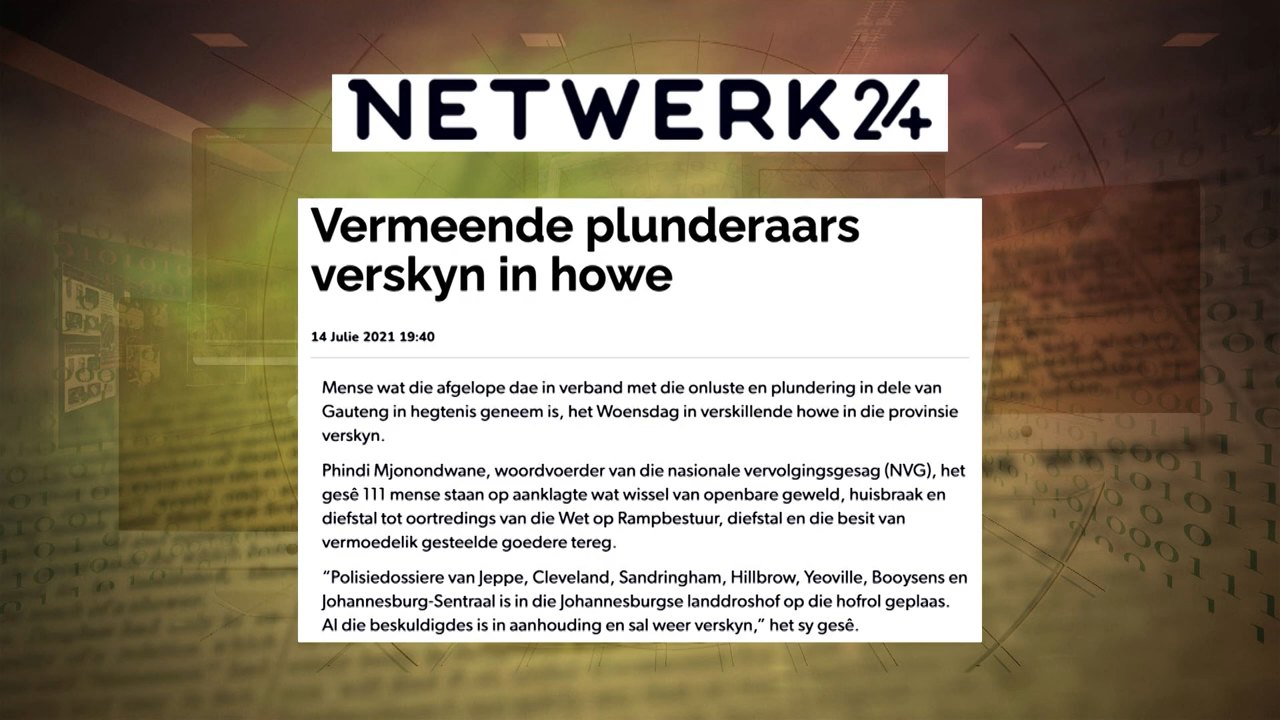 NETWERK24
Vermeende plunderaars
verskyn in howe
14 Julie 2021 19:40
Mense wat die afgelope dae in verband met die onluste en plundering in dele van
Gauteng in hegtenis geneem is, het Woensdag in verskillende howe in die provinsie
verskyn.
Phindi Mjonondwane, woordvoerder van die nasionale vervolgingsgesag (NVG), het
gesê 111 mense staan op aanklagte wat wissel van openbare geweld, huisbraak en
diefstal tot oortredings van die Wet op Rampbestuur, diefstal en die besit van
vermoedelik gesteelde goedere tereg.
“Polisiedossiere van Jeppe, Cleveland, Sandringham, Hillbrow, Yeoville, Booysens en
Johannesburg-Sentraal is in die Johannesburgse landdroshof op die hofrol geplaas.
Al die beskuldigdes is in aanhouding en sal weer verskyn,” het sy gesê.